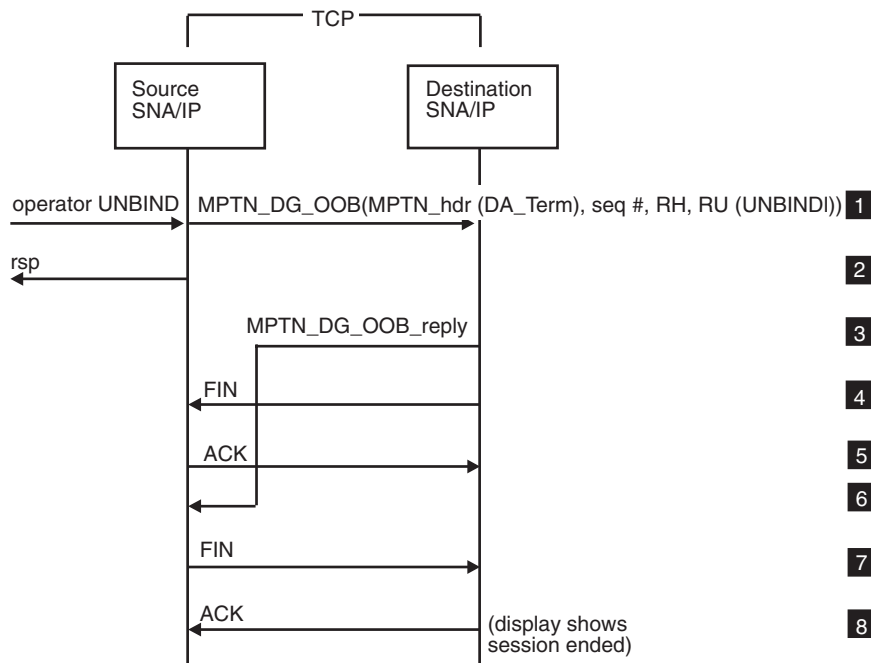 TCP
Source
SNA/IP
Destination
SNA/IP
operator UNBIND
MPTN_DG_OOB(MPTN_hdr (DA_Term), seq #, RH, RU (UNBINDI)) 1
rsp
2
MPTN_DG_OOB_reply
3
FIN
4
ACK
5
6
FIN
7
ACK
(display shows
session ended)
8